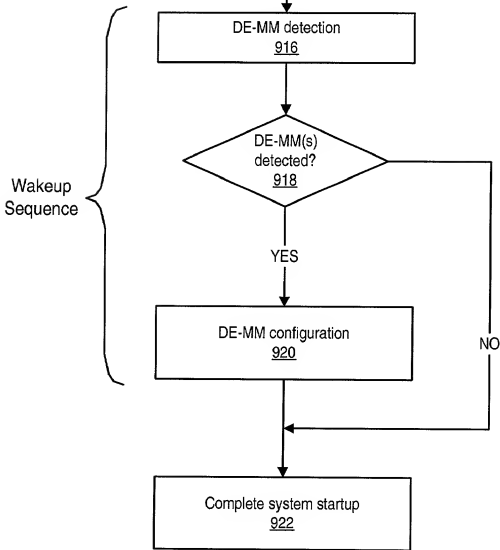 DE-MM detection
916
DE-MM(s)
detected?
918
Wakeup
Sequence
YES
DE-MM configuration
920
NO
Complete system startup
922